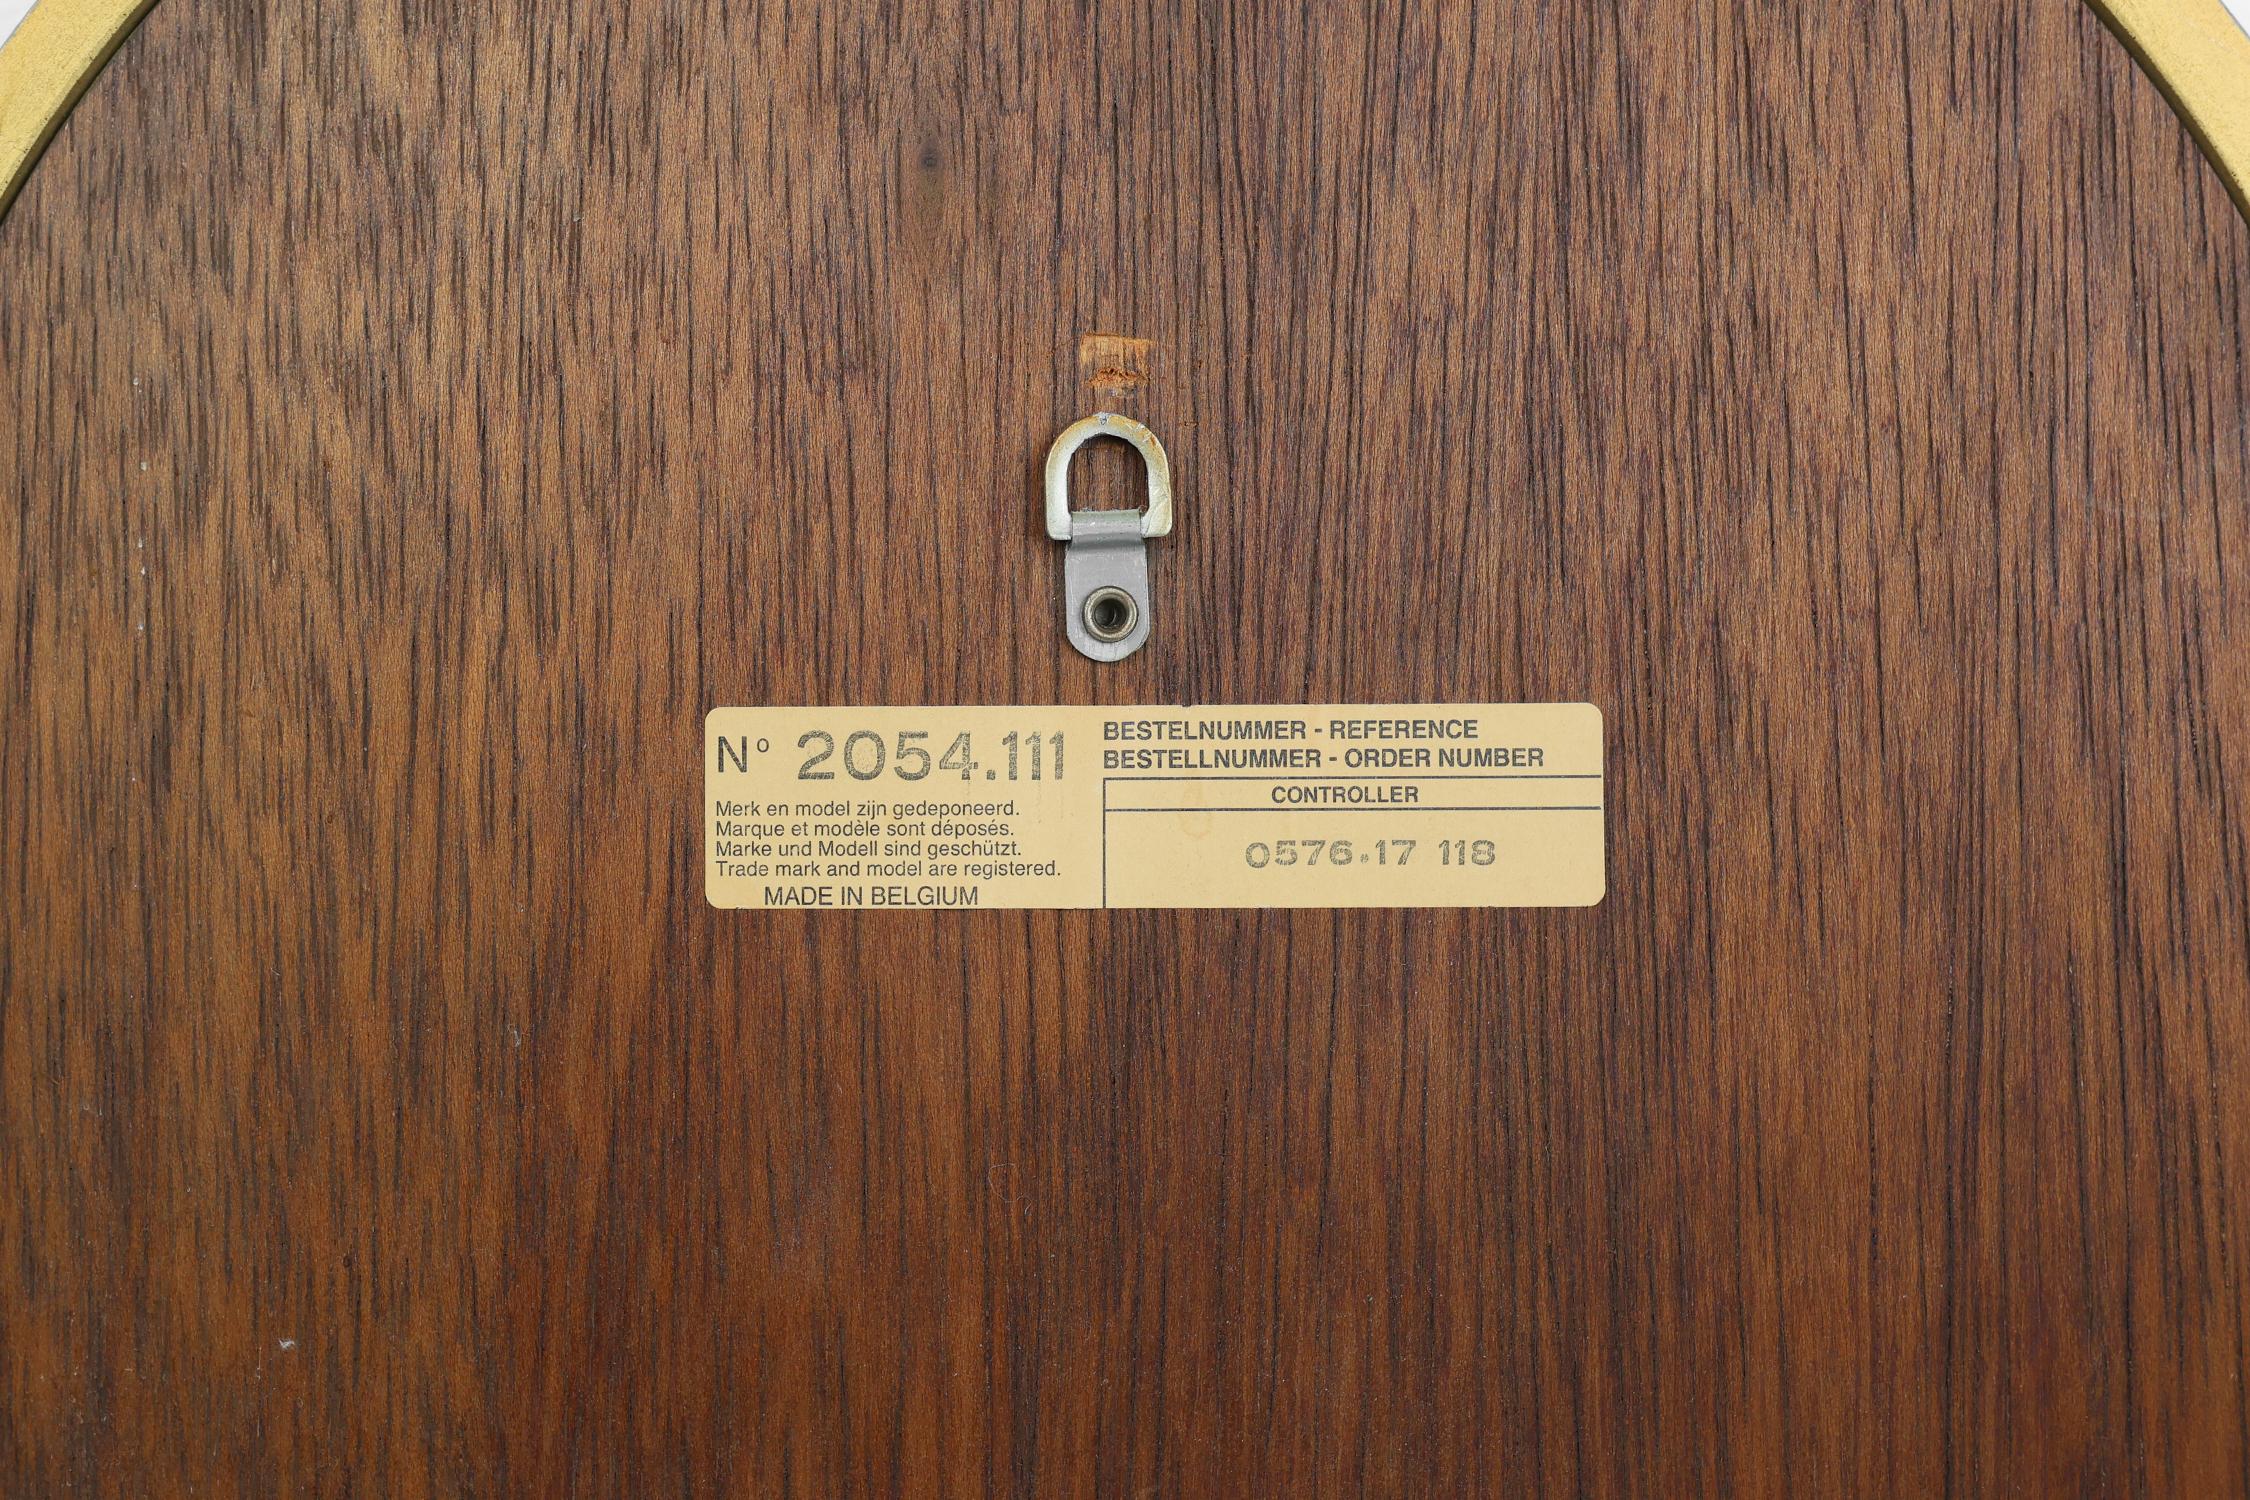 Nº 2054.111
Merk en model zijn gedeponeerd.
Marque et modèle sont déposés.
Marke und Modell sind geschützt.
Trade mark and model are registered.
MADE IN BELGIUM
BESTELNUMMER - REFERENCE
BESTELLNUMMER - ORDER NUMBER
CONTROLLER
0576.17 118